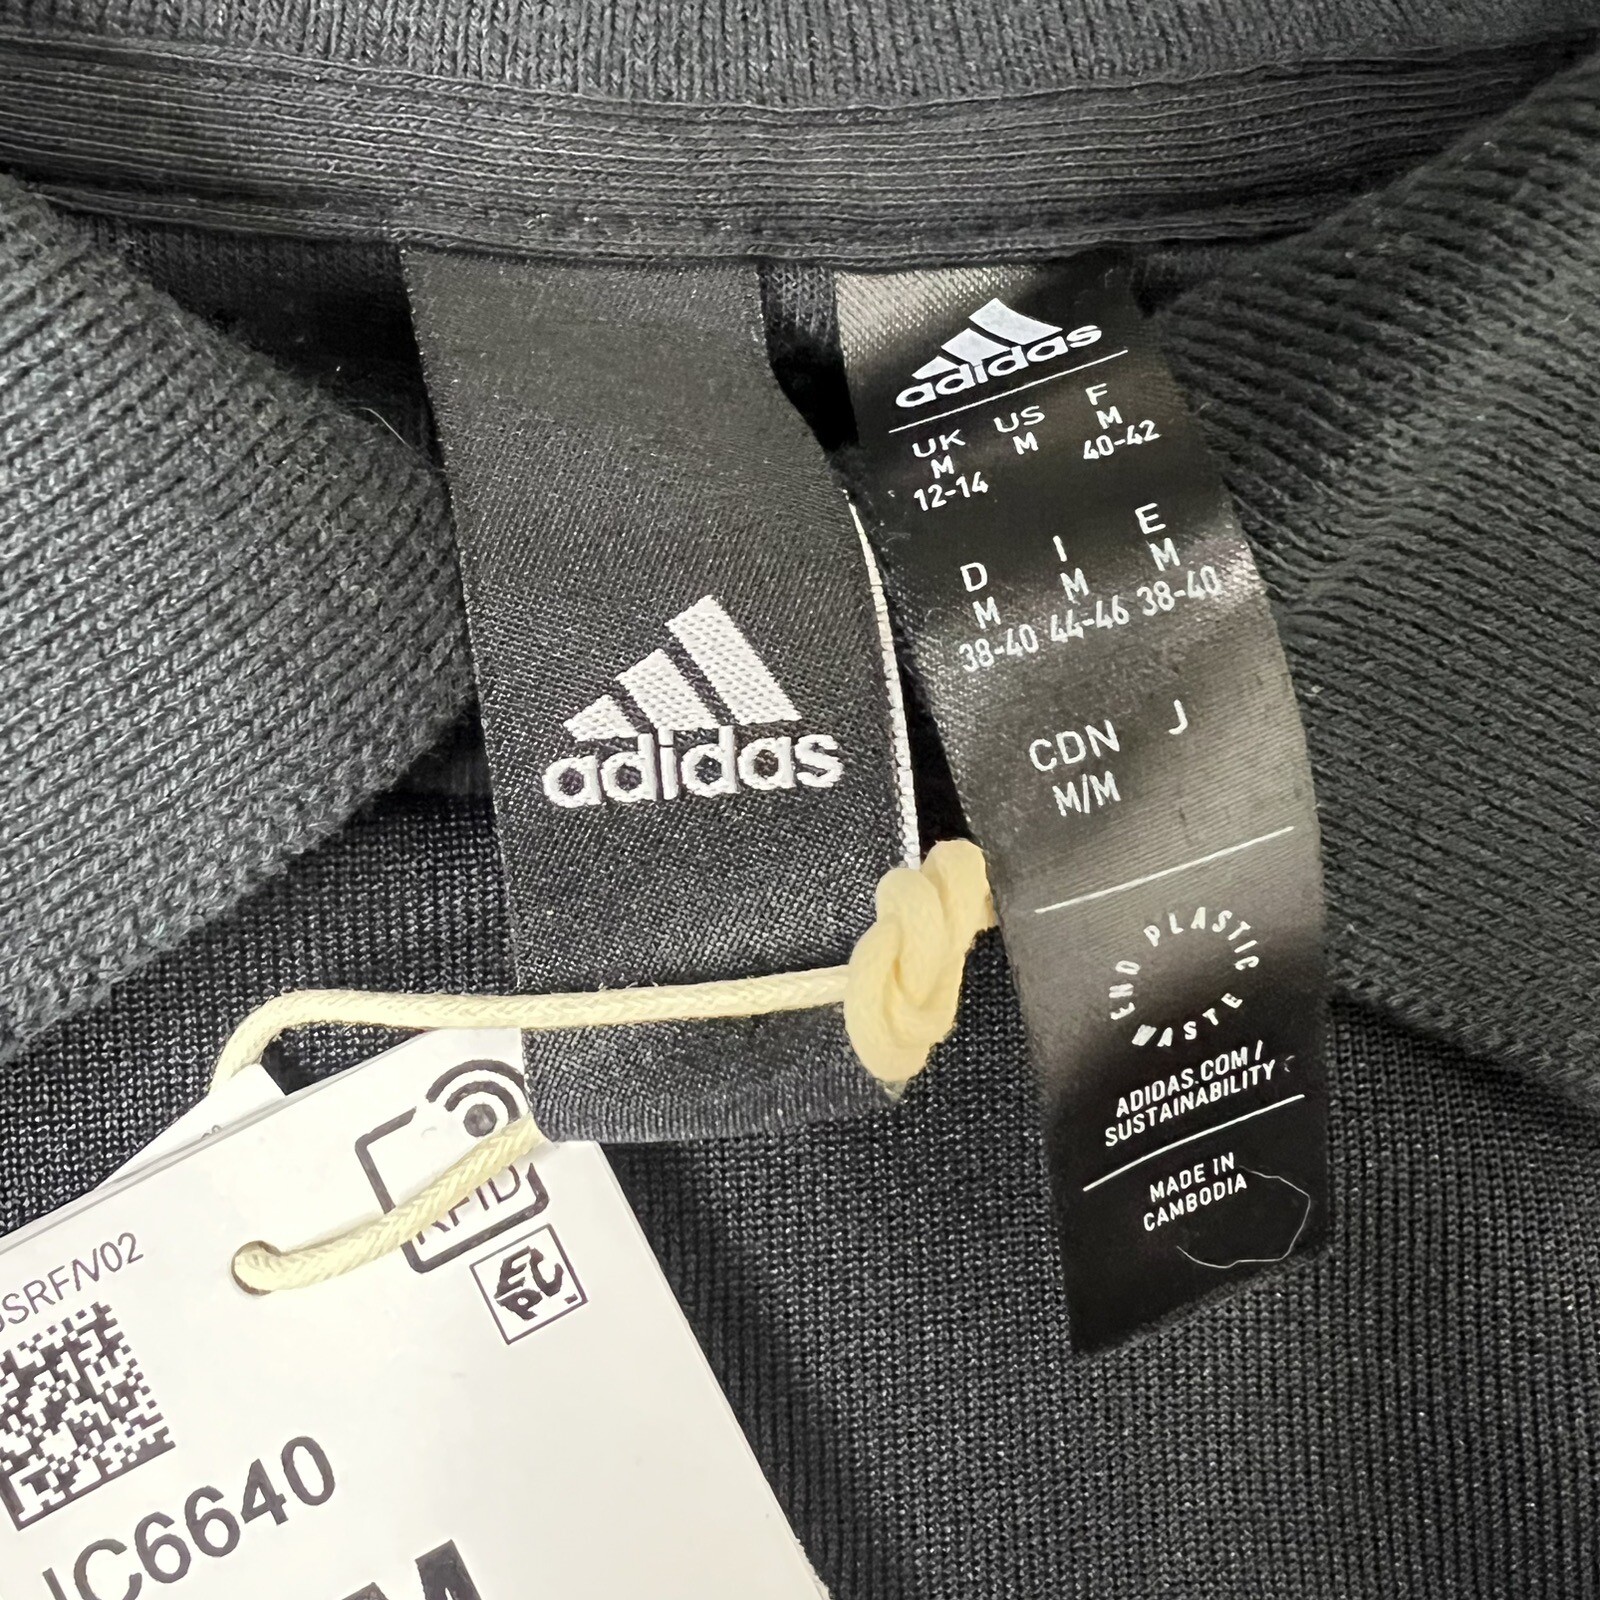 adidas
adidas
UK US F
M M M
12-14 40-42
D I E
M M M
38-40 44-46 38-40
CDN J
M/M
END PLASTIC WASTE
ADIDAS.COM/
SUSTAINABILITY
MADE IN
CAMBODIA
RFID
EPC
SRF/V02
IC6640
M